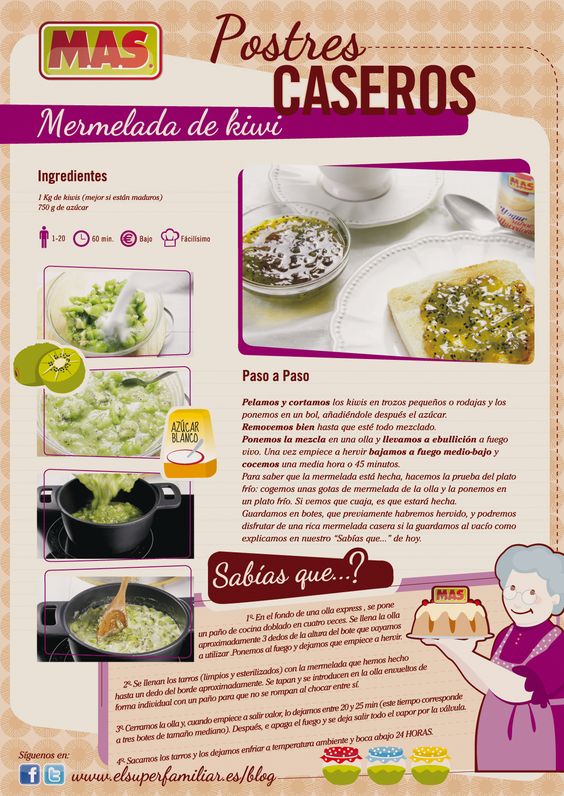 M.A.S.
Postres
CASEROS
Mermelada de kiwi
Ingredientes
1 Kg de kiwis (mejor si están maduros)
750 g de azúcar
1-20
60 min.
Bajo
Fácilísimo
MAS
Yogur
AZÚCAR
BLANCO
Paso a Paso
Pelamos y cortamos los kiwis en trozos pequeños o rodajas y los
ponemos en un bol, añadiéndole después el azúcar.
Removemos bien hasta que esté todo mezclado.
Ponemos la mezcla en una olla y llevamos a ebullición a fuego
vivo. Una vez empiece a hervir bajamos a fuego medio-bajo y
cocemos una media hora o 45 minutos.
Para saber que la mermelada está hecha, hacemos la prueba del plato
frío: cogemos unas gotas de mermelada de la olla y la ponemos en
un plato frío. Si vemos que cuaja, es que estará hecha.
Guardamos en botes, que previamente habremos hervido, y podremos
disfrutar de una rica mermelada casera si la guardamos al vacío como
explicamos en nuestro “Sabías que...” de hoy.
Sabías que...?
1º- En el fondo de una olla express , se pone
un paño de cocina doblado en cuatro veces. Se llena la olla
aproximadamente 3 dedos de la altura del bote que vayamos
a utilizar .Ponemos al fuego y dejamos que empiece a hervir.
2º- Se llenan los tarros (limpios y esterilizados) con la mermelada que hemos hecho
hasta un dedo del borde aproximadamente. Se tapan y se introducen en la olla envueltos de
forma individual con un paño para que no se rompan al chocar entre sí.
3º- Cerramos la olla y, cuando empiece a salir valor, lo dejamos entre 20 y 25 min (este tiempo corresponde
a tres botes de tamaño mediano). Después, e apaga el fuego y se deja salir todo el vapor por la válvula.
4º- Sacamos los tarros y los dejamos enfriar a temperatura ambiente y boca abajo 24 HORAS.
MAS
Síguenos en:
www.elsuperfamiliar.es/blog